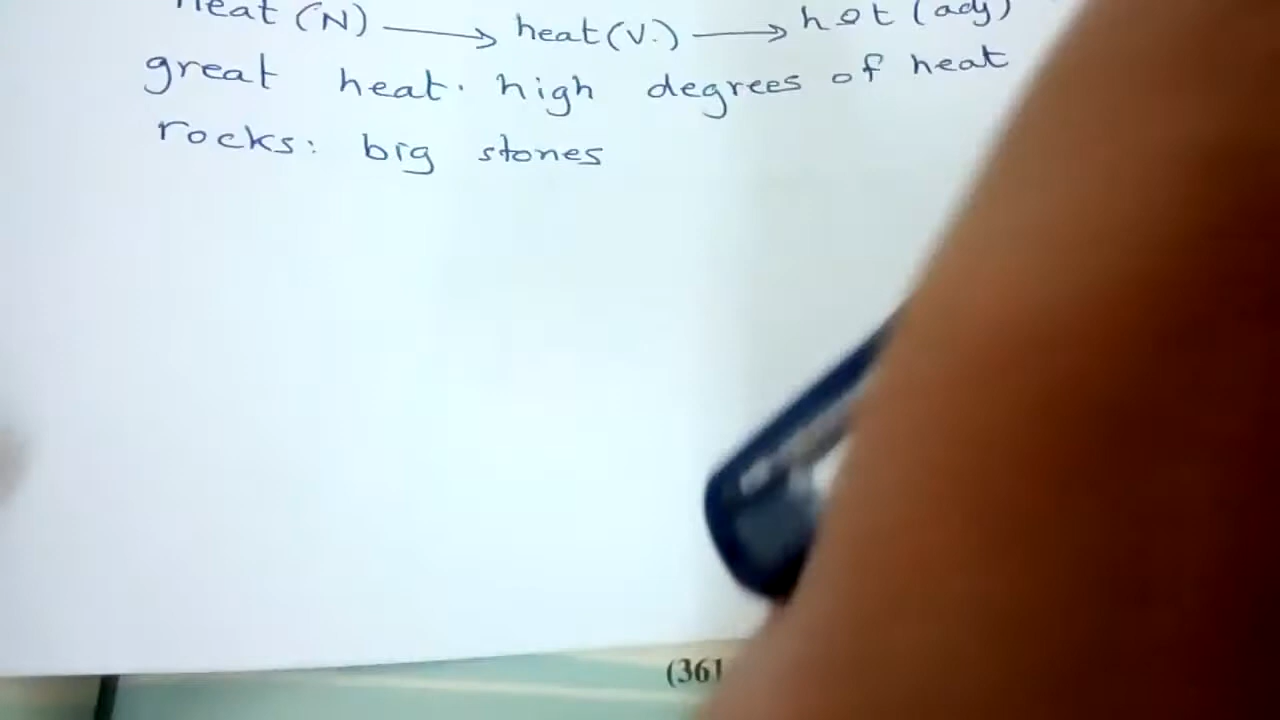 heat (N) → heat (V.) → hot (adj)
great heat. high degrees of heat
rocks: big stones
(361